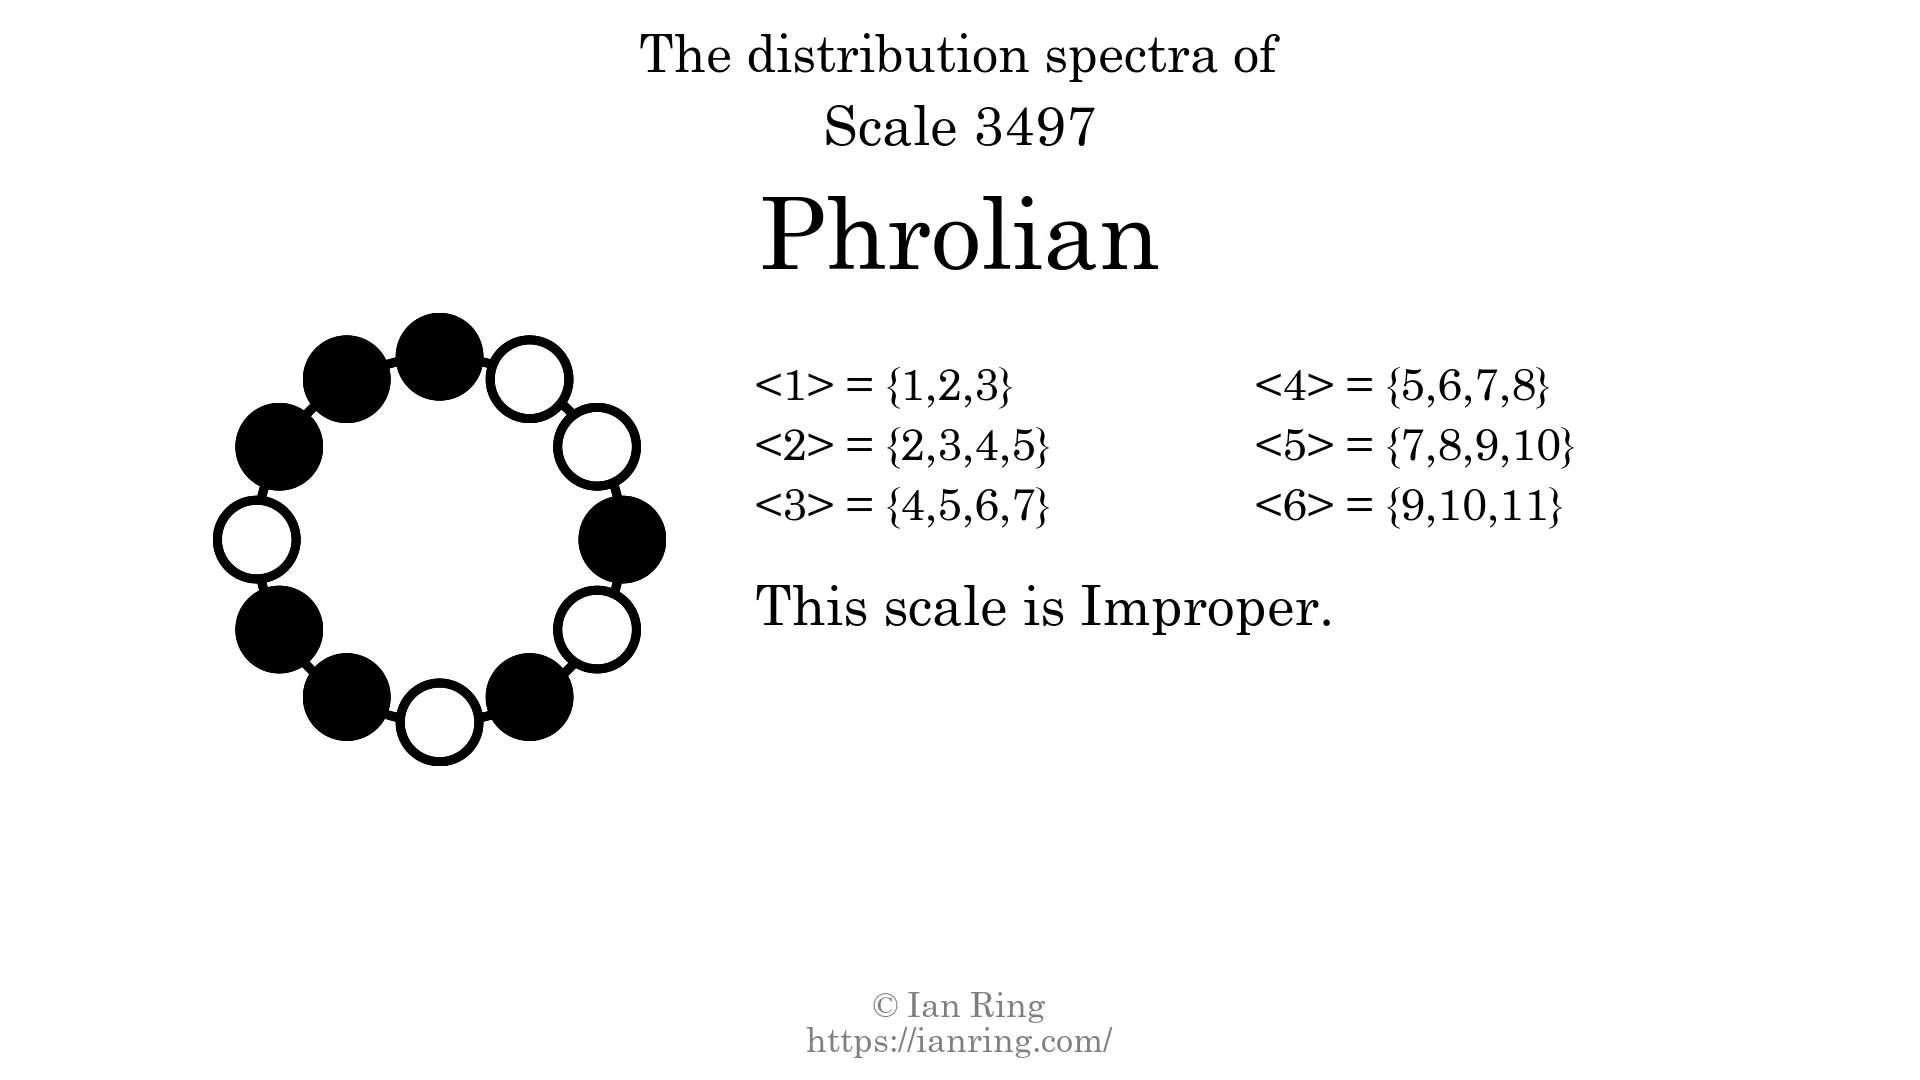 The distribution spectra of
Scale 3497
Phrolian
<1> = {1,2,3}
<2> = {2,3,4,5}
<3> = {4,5,6,7}
<4> = {5,6,7,8}
<5> = {7,8,9,10}
<6> = {9,10,11}
This scale is Improper.
© Ian Ring
https://ianring.com/